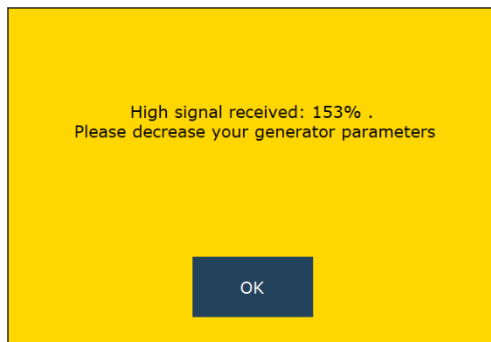 High signal received: 153% .
Please decrease your generator parameters
OK